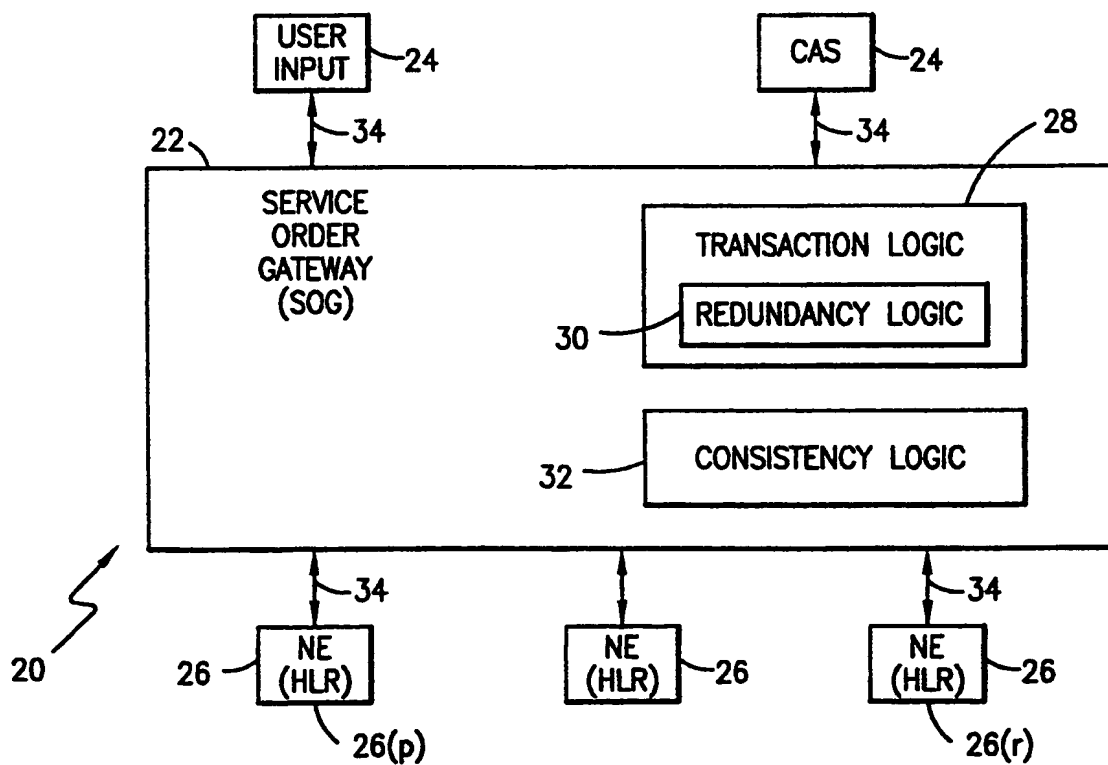 USER
INPUT
24
CAS
24
34
34
22
28
SERVICE
ORDER
GATEWAY
(SOG)
TRANSACTION LOGIC
REDUNDANCY LOGIC
30
CONSISTENCY LOGIC
32
34
34
20
26
NE
(HLR)
NE
(HLR)
26
NE
(HLR)
26
26(p)
26(r)